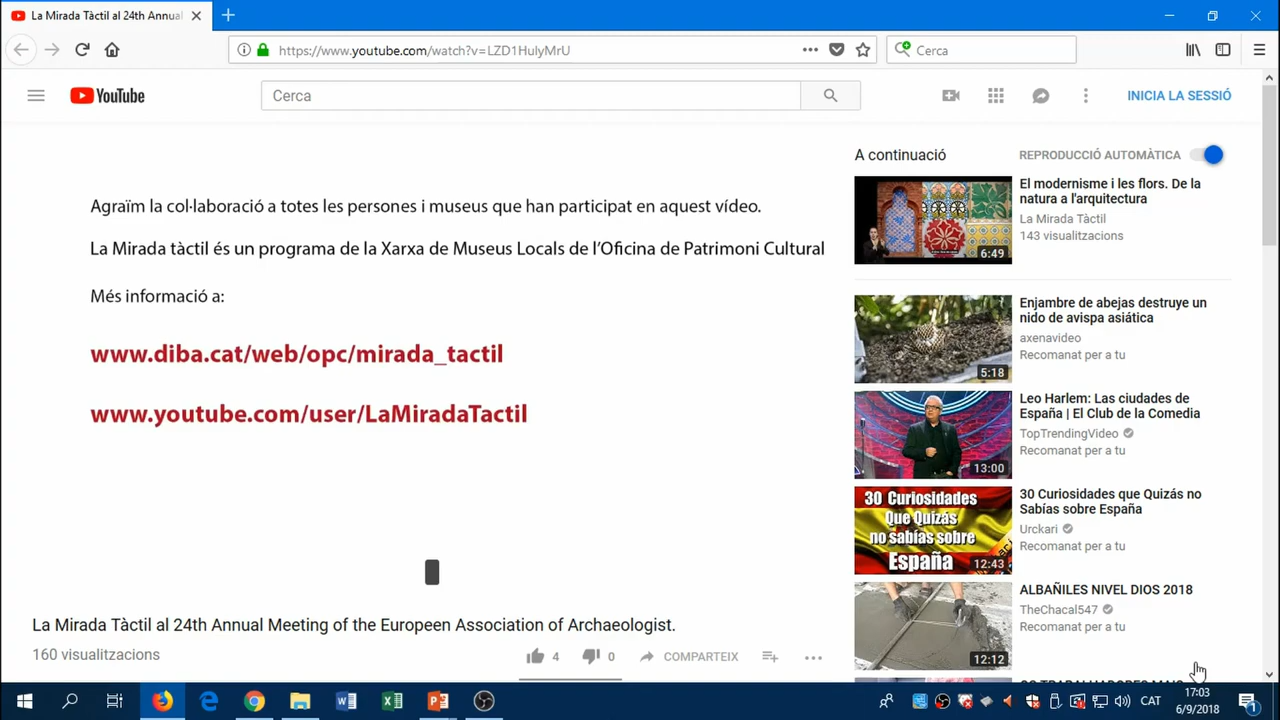 La Mirada Tàctil al 24th Annual
https://www.youtube.com/watch?v=LZD1HulyMrU
Cerca
YouTube
Cerca
INICIA LA SESSIÓ
Agraïm la col·laboració a totes les persones i museus que han participat en aquest vídeo.
La Mirada tàctil és un programa de la Xarxa de Museus Locals de l’Oficina de Patrimoni Cultural
Més informació a:
www.diba.cat/web/opc/mirada_tactil
www.youtube.com/user/LaMiradaTactil
La Mirada Tàctil al 24th Annual Meeting of the Europeen Association of Archaeologist.
160 visualitzacions
4
0
COMPARTEIX
A continuació
REPRODUCCIÓ AUTOMÀTICA
6:49
El modernisme i les flors. De la
natura a l'arquitectura
La Mirada Tàctil
143 visualitzacions
5:18
Enjambre de abejas destruye un
nido de avispa asiática
axenavideo
Recomanat per a tu
13:00
Leo Harlem: Las ciudades de
España | El Club de la Comedia
TopTrendingVideo
Recomanat per a tu
30 Curiosidades
Que Quizás
no sabías sobre
España
12:43
30 Curiosidades que Quizás no
Sabías sobre España
Urckari
Recomanat per a tu
12:12
ALBAÑILES NIVEL DIOS 2018
TheChacal547
Recomanat per a tu
CAT
17:03
6/9/2018
1